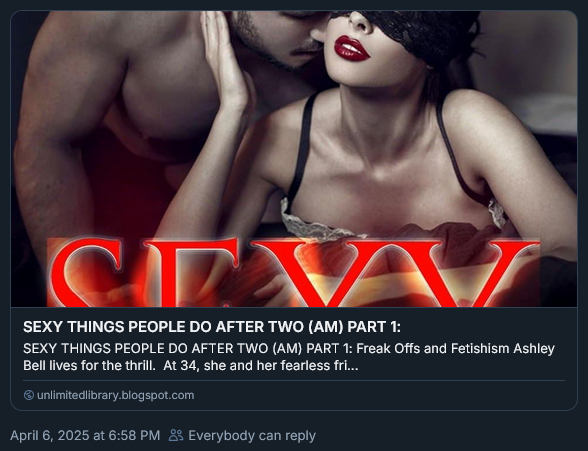 SEXY
SEXY THINGS PEOPLE DO AFTER TWO (AM) PART 1:
SEXY THINGS PEOPLE DO AFTER TWO (AM) PART 1: Freak Offs and Fetishism Ashley
Bell lives for the thrill.  At 34, she and her fearless fri...
unlimitedlibrary.blogspot.com
April 6, 2025 at 6:58 PM Everybody can reply